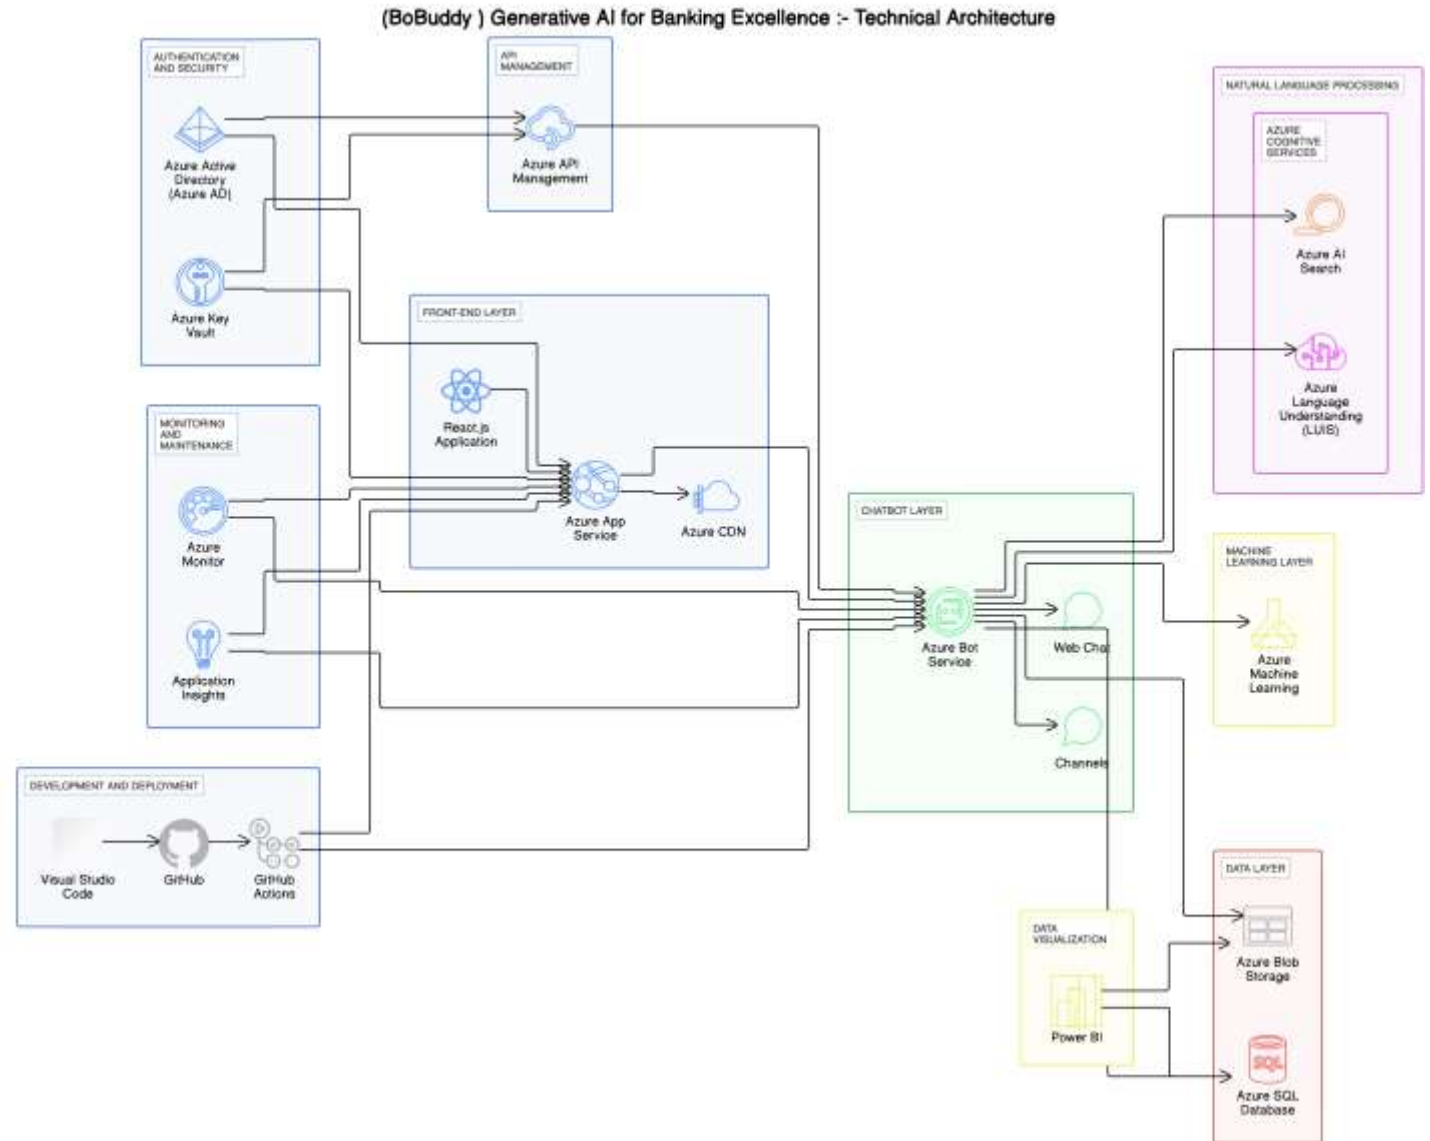 (BoBuddy ) Generative AI for Banking Excellence :- Technical Architecture
AUTHENTICATION
AND SECURITY
Azure Active
Directory
(Azure AD)
Azure Key
Vault
API
MANAGEMENT
Azure API
Management
NATURAL LANGUAGE PROCESSING
AZURE
COGNITIVE
SERVICES
Azure AI
Search
Azure
Language
Understanding
(LUIS)
FRONT-END LAYER
React.js
Application
Azure App
Service
Azure CDN
MONITORING
AND
MAINTENANCE
Azure
Monitor
Application
Insights
CHATBOT LAYER
Azure Bot
Service
Web Chat
Channels
MACHINE
LEARNING LAYER
Azure
Machine
Learning
DEVELOPMENT AND DEPLOYMENT
Visual Studio
Code
GitHub
GitHub
Actions
DATA
VISUALIZATION
Power BI
DATA LAYER
Azure Blob
Storage
SQL
Azure SQL
Database